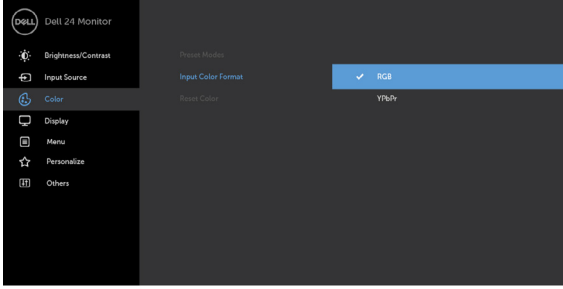 DELL Dell 24 Monitor
Brightness/Contrast
Input Source
Color
Display
Menu
Personalize
Others
Preset Modes
Input Color Format
Reset Color
RGB
YPbPr